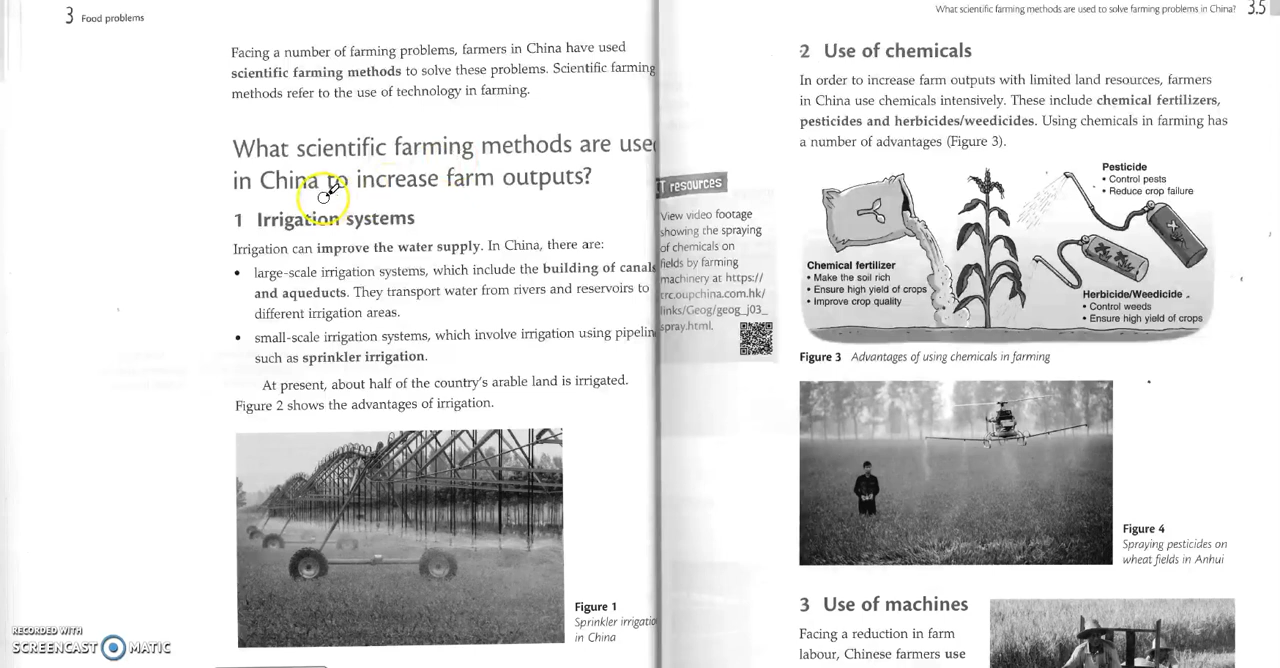 3 Food problems
Facing a number of farming problems, farmers in China have used
scientific farming methods to solve these problems. Scientific farming
methods refer to the use of technology in farming.
What scientific farming methods are use
in China to increase farm outputs?
1 Irrigation systems
Irrigation can improve the water supply. In China, there are:
• large-scale irrigation systems, which include the building of canals
and aqueducts. They transport water from rivers and reservoirs to
different irrigation areas.
• small-scale irrigation systems, which involve irrigation using pipelin
such as sprinkler irrigation.
At present, about half of the country's arable land is irrigated.
Figure 2 shows the advantages of irrigation.
Figure 1
Sprinkler irrigatio
in China
RECORDED WITH
SCREENCAST MATIC
What scientific farming methods are used to solve farming problems in China? 3.5
IT resources
View video footage
showing the spraying
of chemicals on
fields by farming
machinery at https://
trc.oupchina.com.hk/
links/Geog/geog_j03_
spray.html.
2 Use of chemicals
In order to increase farm outputs with limited land resources, farmers
in China use chemicals intensively. These include chemical fertilizers,
pesticides and herbicides/weedicides. Using chemicals in farming has
a number of advantages (Figure 3).
Pesticide
• Control pests
• Reduce crop failure
Chemical fertilizer
• Make the soil rich
• Ensure high yield of crops
• Improve crop quality
Herbicide/Weedicide
• Control weeds
• Ensure high yield of crops
Figure 3 Advantages of using chemicals in farming
Figure 4
Spraying pesticides on
wheat fields in Anhui
3 Use of machines
Facing a reduction in farm
labour, Chinese farmers use